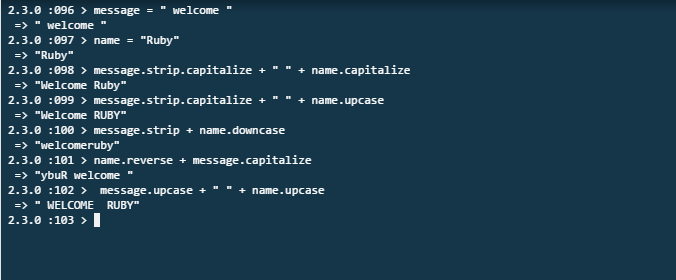 2.3.0 :096 > message = " welcome "
=> " welcome "
2.3.0 :097 > name = "Ruby"
=> "Ruby"
2.3.0 :098 > message.strip.capitalize + " " + name.capitalize
=> "Welcome Ruby"
2.3.0 :099 > message.strip.capitalize + " " + name.upcase
=> "Welcome RUBY"
2.3.0 :100 > message.strip + name.downcase
=> "welcomeruby"
2.3.0 :101 > name.reverse + message.capitalize
=> "ybuR welcome "
2.3.0 :102 >  message.upcase + " " + name.upcase
=> " WELCOME  RUBY"
2.3.0 :103 >